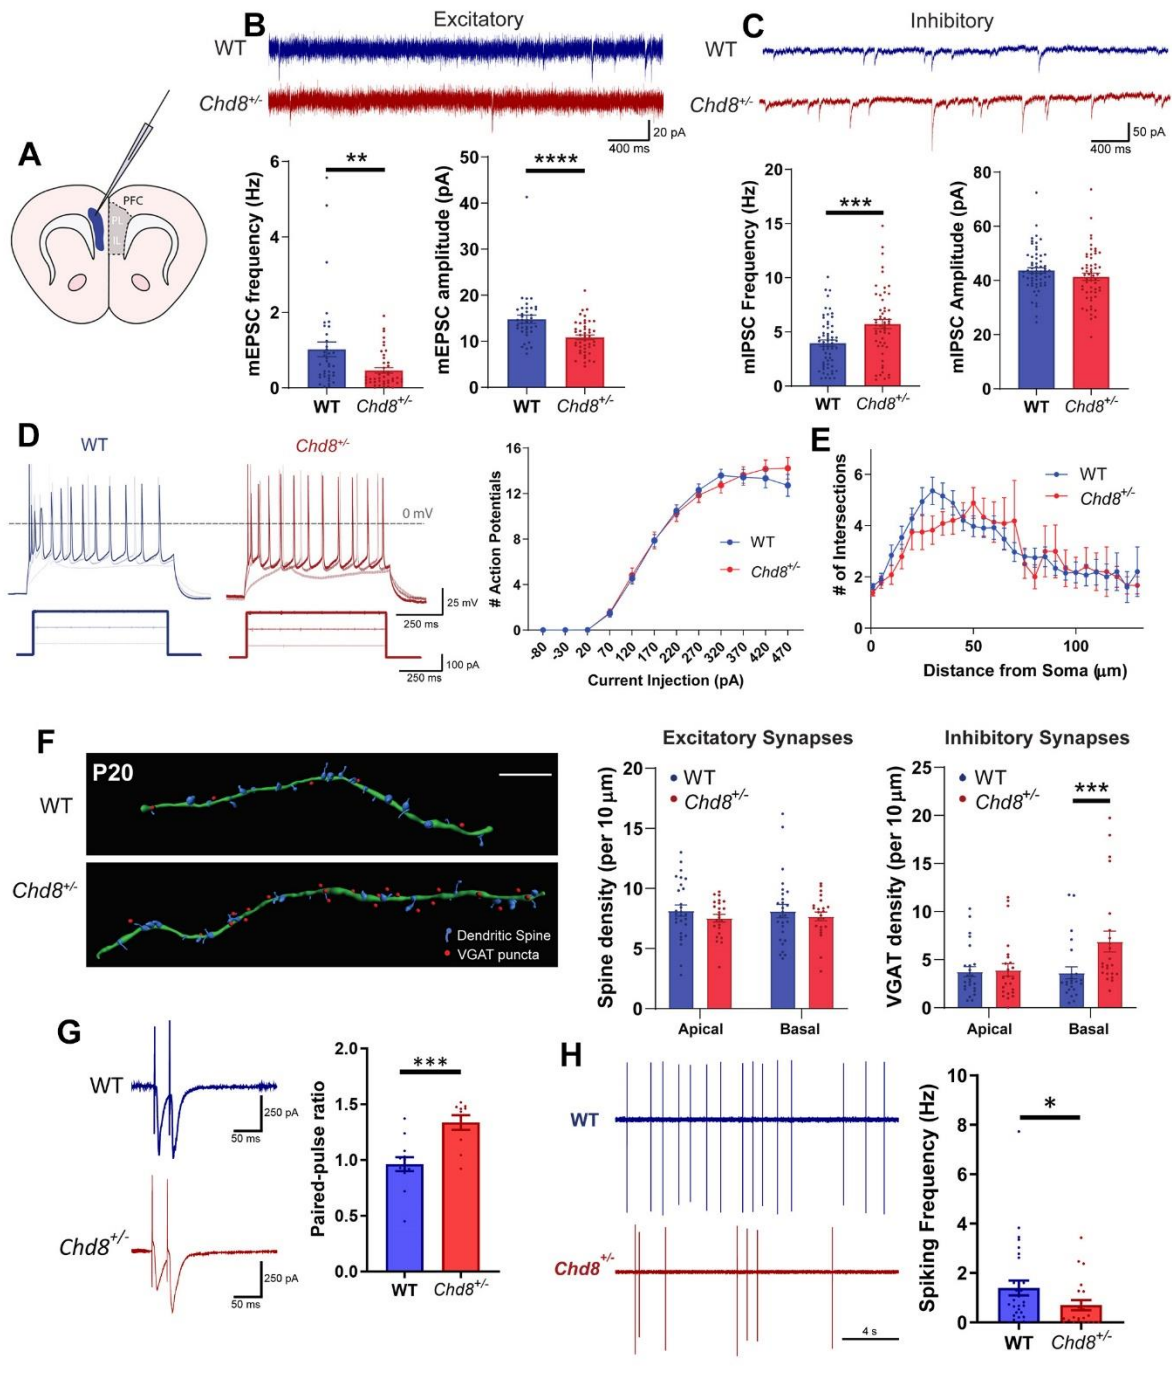 B
Excitatory
C
Inhibitory
WT
WT
Chd8+/-
Chd8+/-
20 pA
400 ms
50 pA
400 ms
A
PFC
PL
IL
mEPSC frequency (Hz)
6
4
2
0
**
WT
Chd8+/-
mEPSC amplitude (pA)
50
40
30
20
10
0
****
WT
Chd8+/-
mIPSC Frequency (Hz)
20
15
10
5
0
***
WT
Chd8+/-
mIPSC Amplitude (pA)
80
60
40
20
0
WT
Chd8+/-
D
WT
Chd8+/-
0 mV
25 mV
250 ms
100 pA
250 ms
# Action Potentials
16
12
8
4
0
WT
Chd8+/-
-80 -30 20 70 120 170 220 270 320 370 420 470
Current Injection (pA)
E
# of Intersections
6
4
2
0
WT
Chd8+/-
0 50 100
Distance from Soma (μm)
F
P20
WT
Chd8+/-
Dendritic Spine
VGAT puncta
Excitatory Synapses
WT
Chd8+/-
Spine density (per 10 μm)
20
15
10
5
0
Apical Basal
Inhibitory Synapses
WT
Chd8+/-
***
VGAT density (per 10 μm)
25
20
15
10
5
0
Apical Basal
G
WT
250 pA
50 ms
Chd8+/-
250 pA
50 ms
Paired-pulse ratio
2.0
1.5
1.0
0.5
0.0
***
WT
Chd8+/-
H
WT
Chd8+/-
4 s
Spiking Frequency (Hz)
10
8
6
4
2
0
*
WT
Chd8+/-